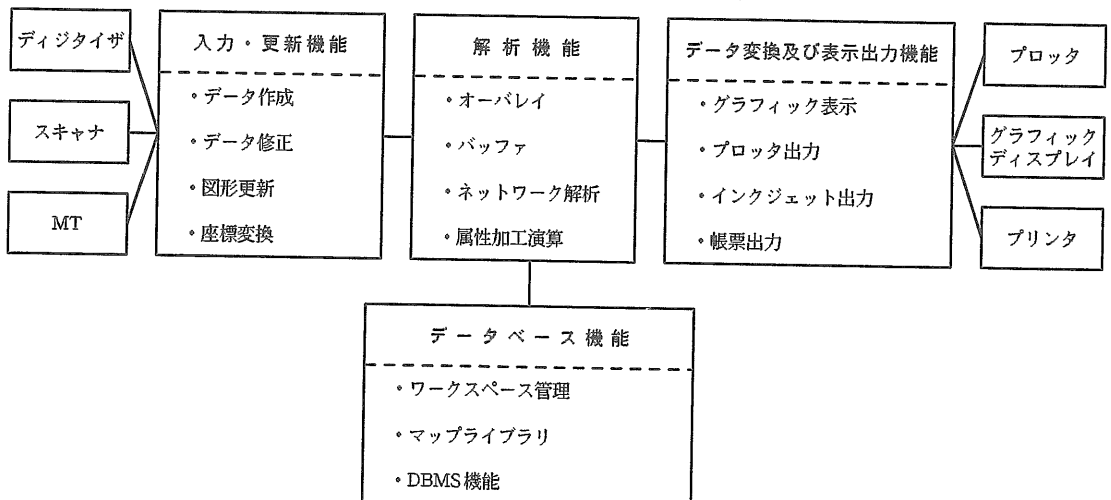 ディジタイザ
スキャナ
MT
入力・更新機能
・データ作成
・データ修正
・図形更新
・座標変換
解析機能
・オーバレイ
・バッファ
・ネットワーク解析
・属性加工演算
データ変換及び表示出力機能
・グラフィック表示
・プロッタ出力
・インクジェット出力
・帳票出力
プロッタ
グラフィック
ディスプレイ
プリンタ
データベース機能
・ワークスペース管理
・マップライブラリ
・DBMS機能